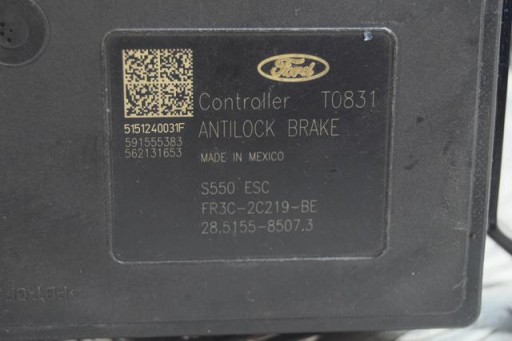 Ford
Controller T0831
5151240031F
ANTILOCK BRAKE
591555383
562131653
MADE IN MEXICO
S550 ESC
FR3C-2C219-BE
28.5155-8507.3